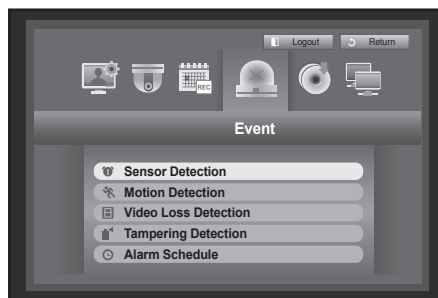 Logout
Return
REC
Event
Sensor Detection
Motion Detection
Video Loss Detection
Tampering Detection
Alarm Schedule